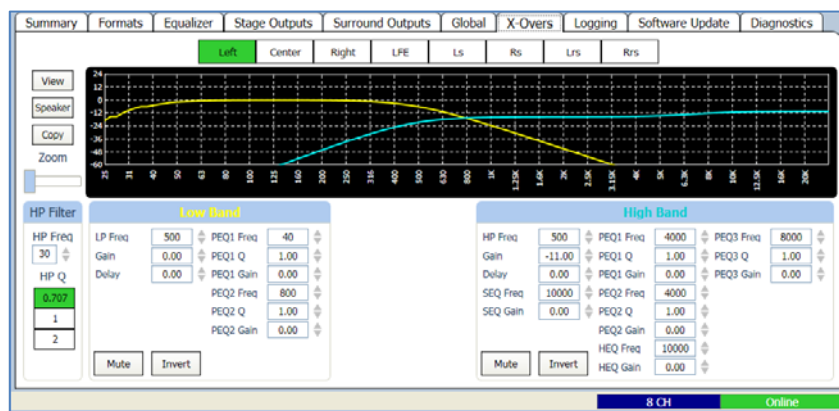 Summary Formats Equalizer Stage Outputs Surround Outputs Global X-Overs Logging Software Update Diagnostics
Left Center Right LFE Ls Rs Lrs Rrs
View
Speaker
Copy
Zoom
24
12
0
-12
-24
-36
-48
-60
25 31 40 50 63 80 100 125 160 200 250 316 400 500 630 800 1K 1.25K 1.6K 2K 2.5K 3.15K 4K 5K 6.3K 8K 10K 12.5K 16K 20K
HP Filter
HP Freq
30
HP Q
0.707
1
2
Low Band
LP Freq 500 PEQ1 Freq 40
Gain 0.00 PEQ1 Q 1.00
Delay 0.00 PEQ1 Gain 0.00
PEQ2 Freq 800
PEQ2 Q 1.00
PEQ2 Gain 0.00
Mute Invert
High Band
HP Freq 500 PEQ1 Freq 4000 PEQ3 Freq 8000
Gain -11.00 PEQ1 Q 1.00 PEQ3 Q 1.00
Delay 0.00 PEQ1 Gain 0.00 PEQ3 Gain 0.00
SEQ Freq 10000 PEQ2 Freq 4000
SEQ Gain 0.00 PEQ2 Q 1.00
PEQ2 Gain 0.00
HEQ Freq 10000
Mute Invert HEQ Gain 0.00
8 CH Online